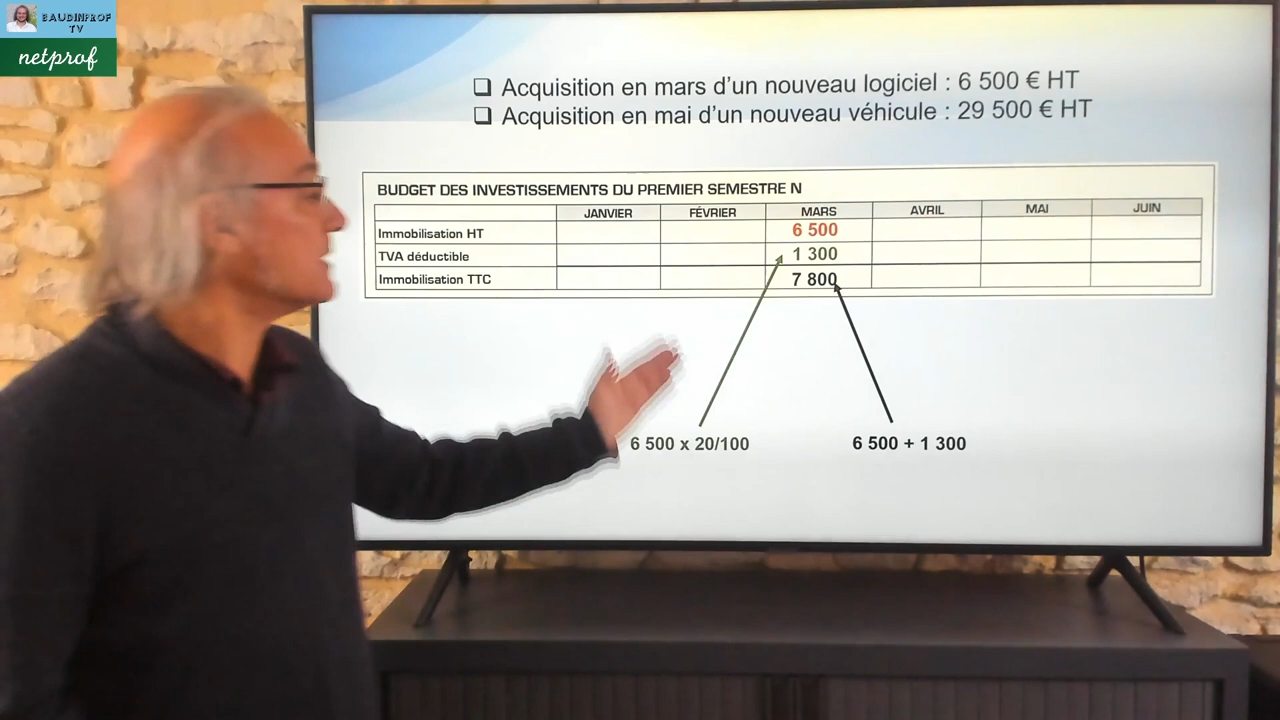 BAUDINPROF
TV
netprof
❑ Acquisition en mars d'un nouveau logiciel : 6 500 € HT
❑ Acquisition en mai d'un nouveau véhicule : 29 500 € HT
BUDGET DES INVESTISSEMENTS DU PREMIER SEMESTRE N
JANVIER FÉVRIER MARS AVRIL MAI JUIN
Immobilisation HT 6 500
TVA déductible 1 300
Immobilisation TTC 7 800
6 500 x 20/100 6 500 + 1 300